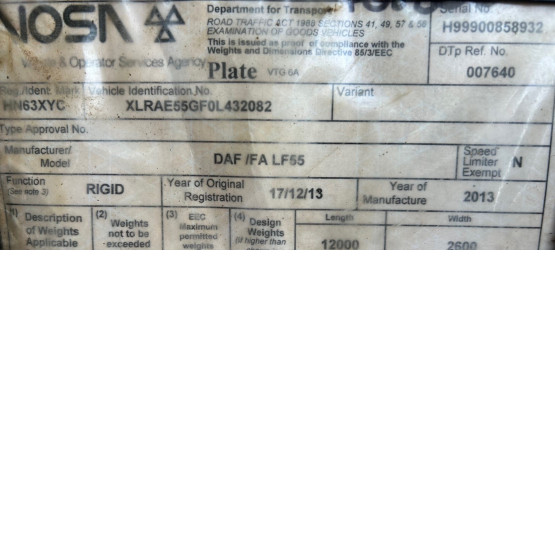 VOSA
Department for Transport
ROAD TRAFFIC ACT 1988 SECTIONS 41, 49, 57 & 58
EXAMINATION OF GOODS VEHICLES
This is issued as proof of compliance with the
Weights and Dimensions Directive 85/3/EEC
Vehicle & Operator Services Agency
Plate VTG 6A
Serial No.
H99900858932
DTp Ref. No.
007640
Reg./Ident. Mark
HN63XYC
Vehicle Identification No.
XLRAE55GF0L432082
Variant
Type Approval No.
Manufacturer/
Model
DAF /FA LF55
Speed
Limiter
Exempt
N
Function
(See note 3)
RIGID
Year of Original
Registration
17/12/13
Year of
Manufacture
2013
(1) Description
of Weights
Applicable
(2) Weights
not to be
exceeded
(3) EEC
Maximum
permitted
weights
(4) Design
Weights
(if higher than
Length
12000
Width
2600